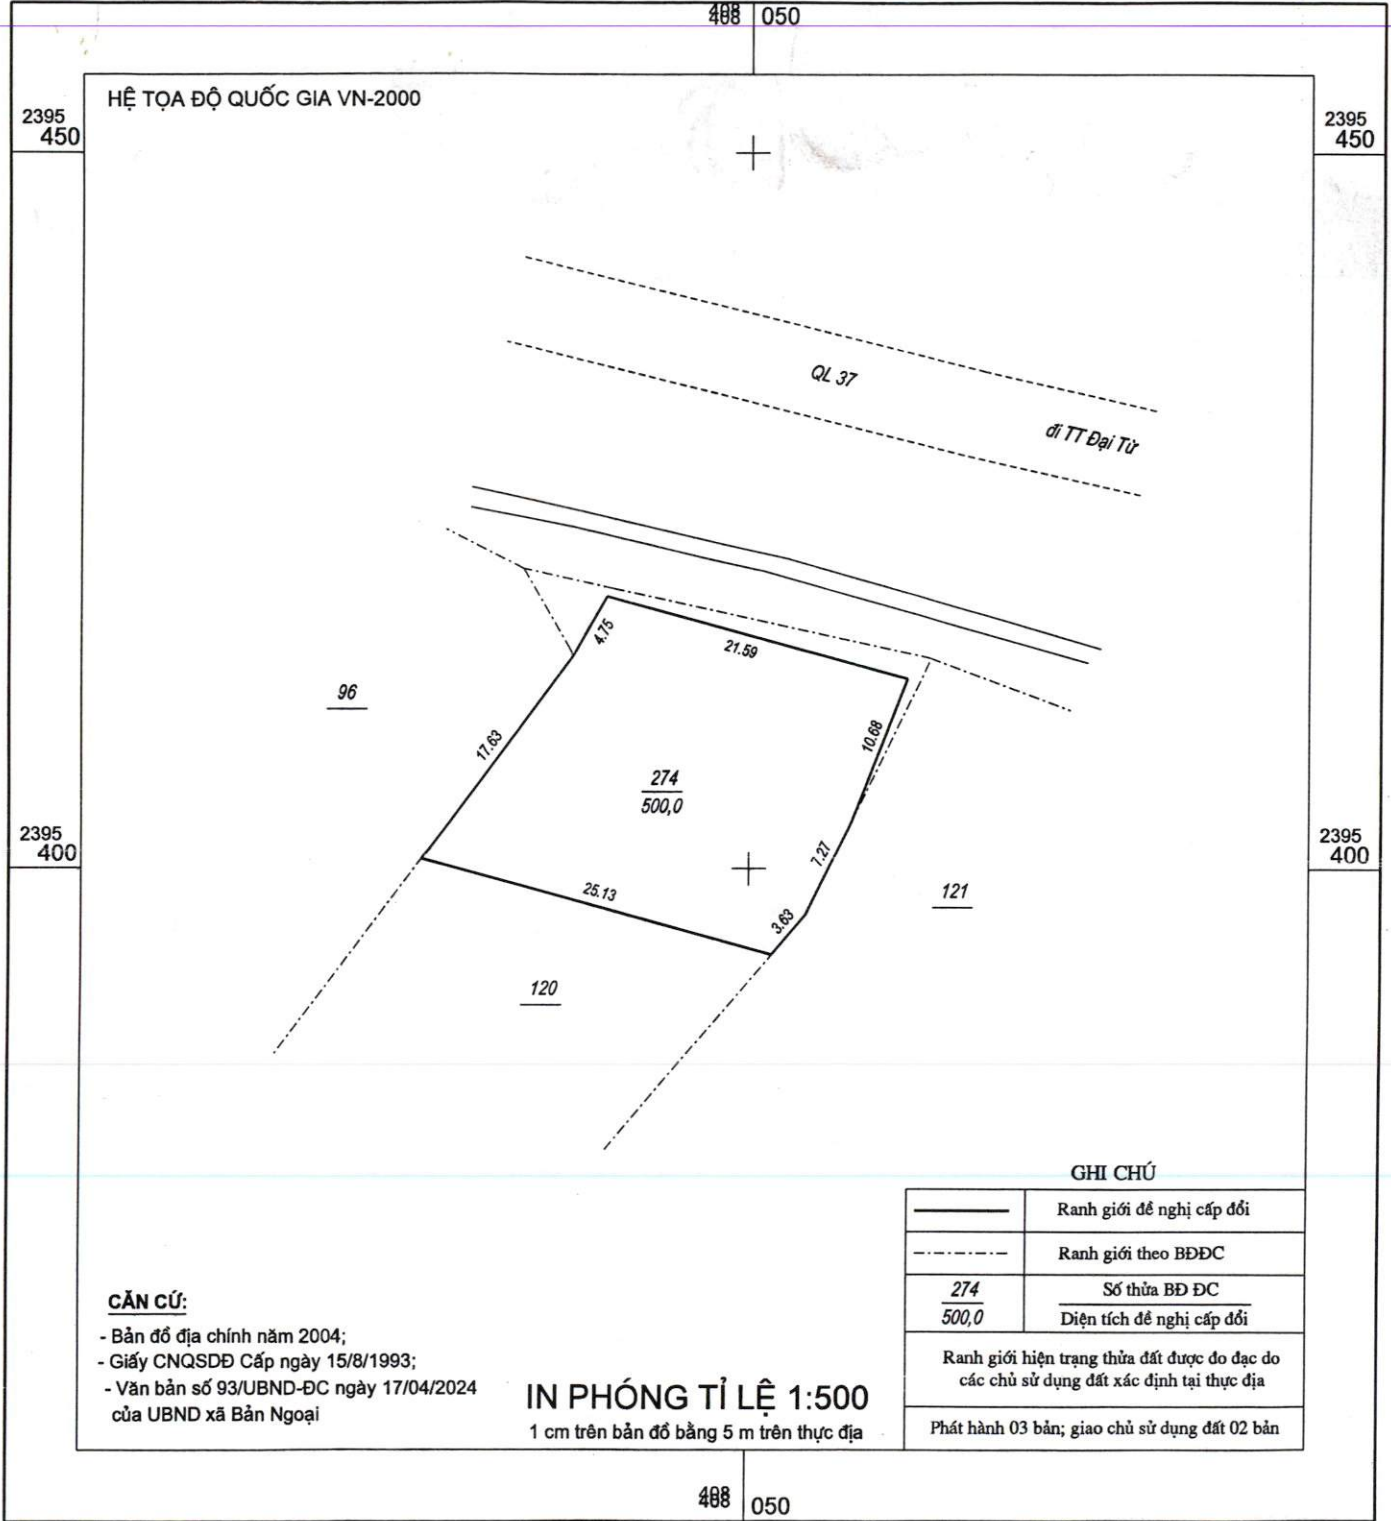 408 050
HỆ TỌA ĐỘ QUỐC GIA VN-2000
2395
450
2395
450
QL 37
đi TT Đại Từ
4.75
21.59
96
17.63
10.68
274
500,0
2395
400
2395
400
7.27
25.13
121
3.63
120
GHI CHÚ
Ranh giới đề nghị cấp đổi
Ranh giới theo BĐĐC
274
500,0
Số thửa BĐ ĐC
Diện tích đề nghị cấp đổi
Ranh giới hiện trạng thửa đất được đo đạc do
các chủ sử dụng đất xác định tại thực địa
Phát hành 03 bản; giao chủ sử dụng đất 02 bản
CĂN CỨ:
- Bản đồ địa chính năm 2004;
- Giấy CNQSDĐ Cấp ngày 15/8/1993;
- Văn bản số 93/UBND-ĐC ngày 17/04/2024
của UBND xã Bản Ngoại
IN PHÓNG TỈ LỆ 1:500
1 cm trên bản đồ bằng 5 m trên thực địa
408 050